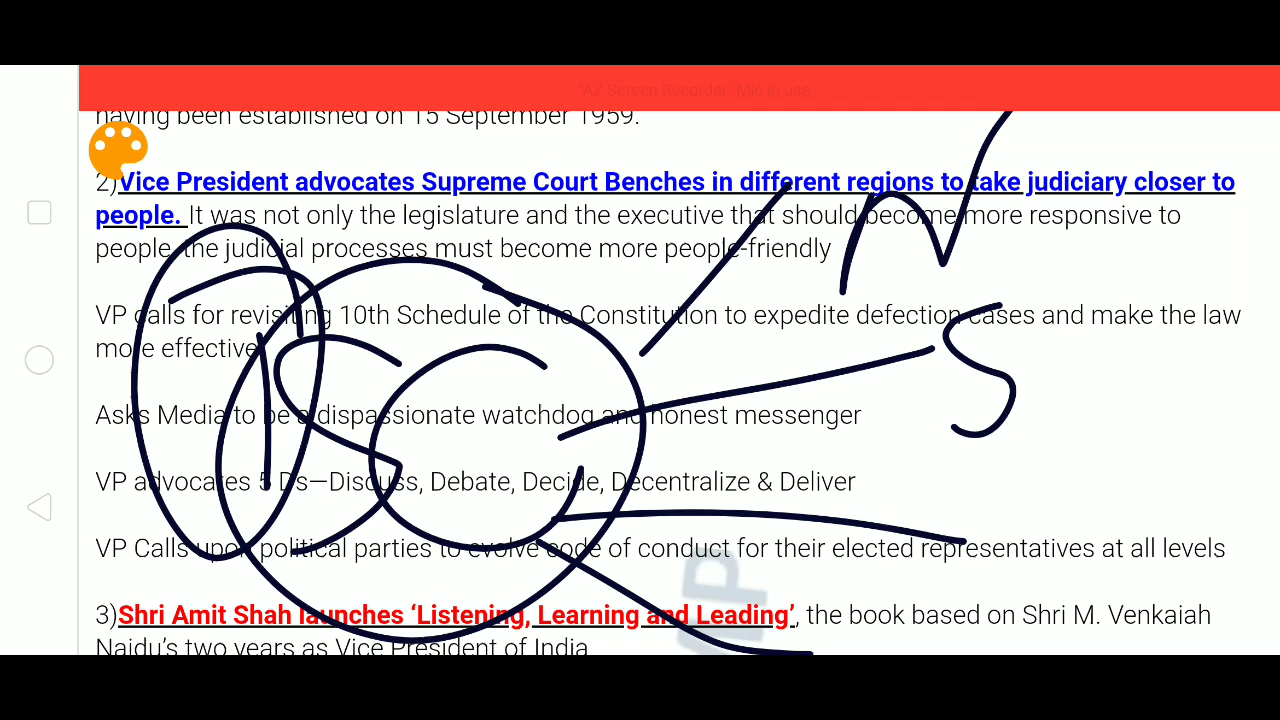 "AZ Screen Recorder" Mic in use
having been established on 15 September 1959.
2)Vice President advocates Supreme Court Benches in different regions to take judiciary closer to
people. It was not only the legislature and the executive that should become more responsive to
people, the judicial processes must become more people-friendly
VP calls for revisiting 10th Schedule of the Constitution to expedite defection cases and make the law
more effective
Asks Media to be a dispassionate watchdog and honest messenger
VP advocates 5 Ds—Discuss, Debate, Decide, Decentralize & Deliver
VP Calls upon political parties to evolve code of conduct for their elected representatives at all levels
3)Shri Amit Shah launches ‘Listening, Learning and Leading’, the book based on Shri M. Venkaiah
Naidu’s two years as Vice President of India
SC
N
S